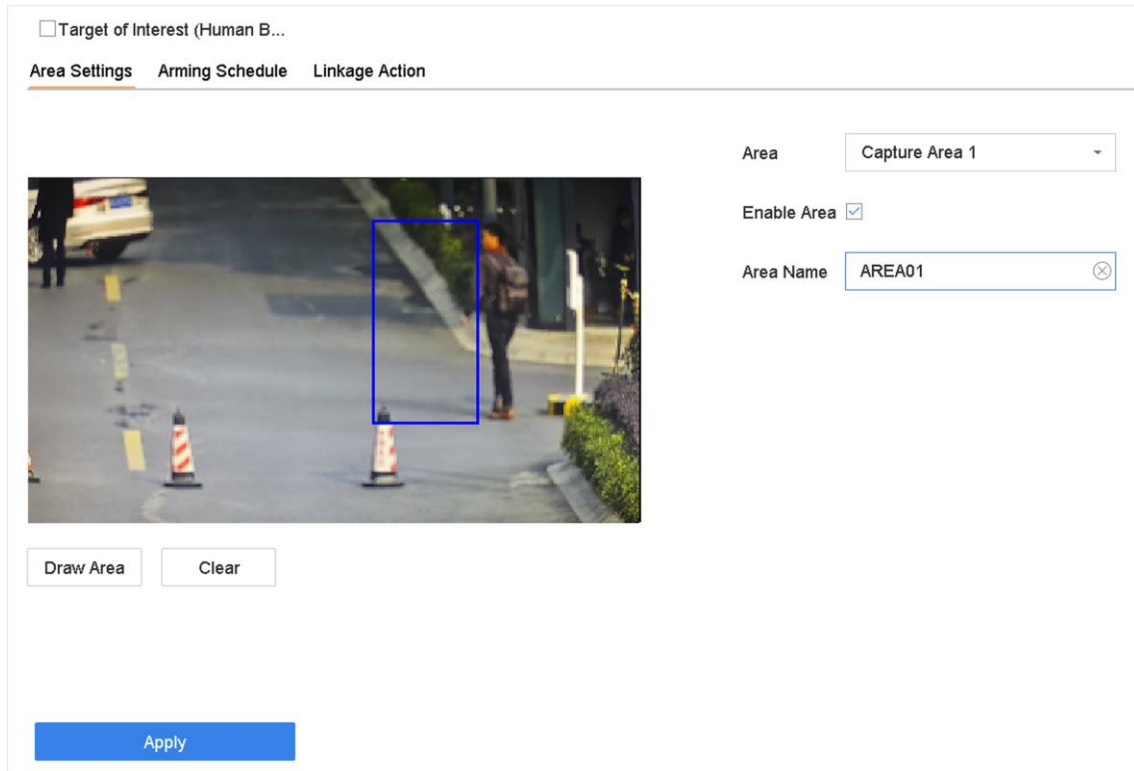 Target of Interest (Human B...
Area Settings Arming Schedule Linkage Action
Area Capture Area 1
Enable Area
Area Name AREA01
Draw Area Clear
Apply